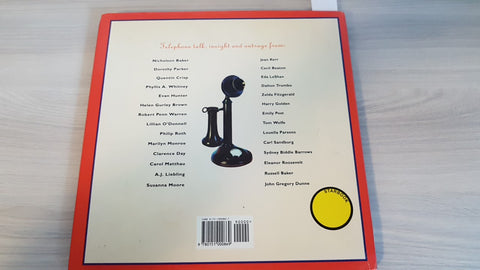 Telephone talk, insight and outrage from:
Nicholson Baker
Dorothy Parker
Quentin Crisp
Phyllis A. Whitney
Evan Hunter
Helen Gurley Brown
Robert Penn Warren
Lillian O'Donnell
Philip Roth
Marilyn Monroe
Clarence Day
Carol Matthau
A.J. Liebling
Susanna Moore
Jean Kerr
Cecil Beaton
Eda LeShan
Dalton Trumbo
Zelda Fitzgerald
Harry Golden
Emily Post
Tom Wolfe
Louella Parsons
Carl Sandburg
Sydney Biddle Barrows
Eleanor Roosevelt
Russell Baker
John Gregory Dunne
90000